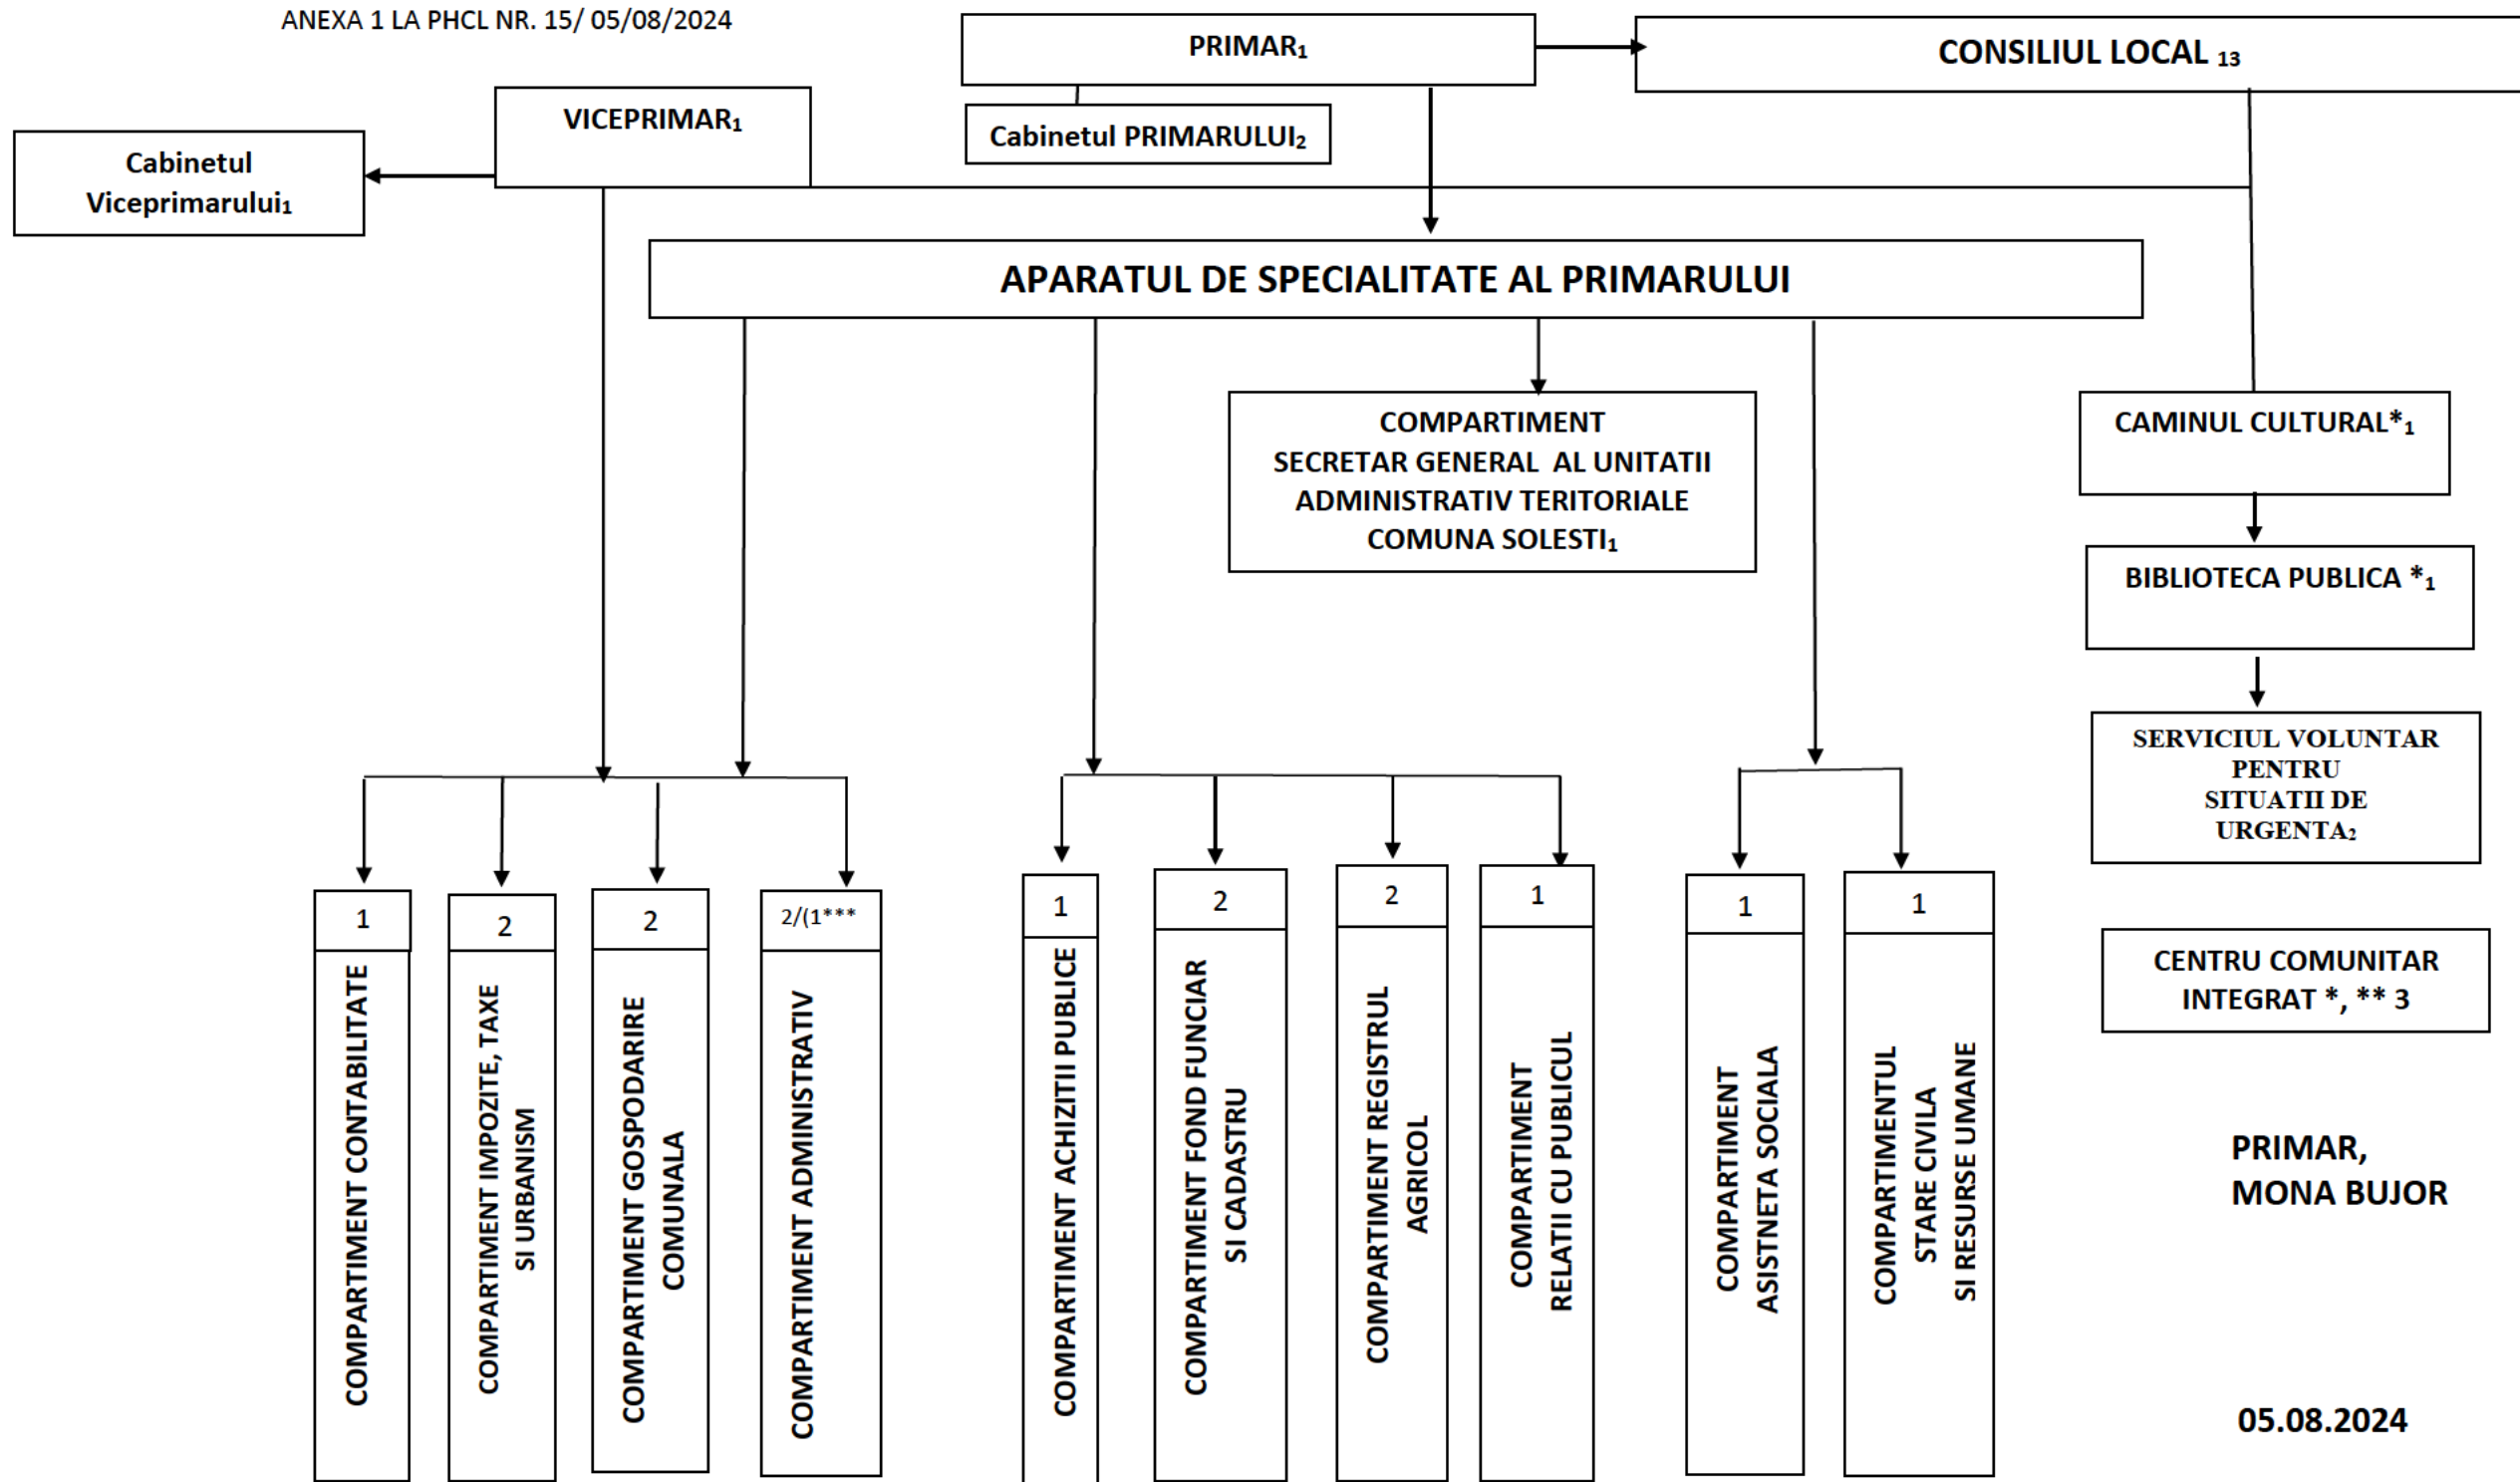 ANEXA 1 LA PHCL NR. 15/ 05/08/2024
PRIMAR₁
CONSILIUL LOCAL ₁₃
VICEPRIMAR₁
Cabinetul PRIMARULUI₂
Cabinetul
Viceprimarului₁
APARATUL DE SPECIALITATE AL PRIMARULUI
COMPARTIMENT
SECRETAR GENERAL AL UNITATII
ADMINISTRATIV TERITORIALE
COMUNA SOLESTI₁
CAMINUL CULTURAL*₁
BIBLIOTECA PUBLICA *₁
SERVICIUL VOLUNTAR
PENTRU
SITUATII DE
URGENTA₂
CENTRU COMUNITAR
INTEGRAT *, ** 3
1
COMPARTIMENT CONTABILITATE
2
COMPARTIMENT IMPOZITE, TAXE
SI URBANISM
2
COMPARTIMENT GOSPODARIRE
COMUNALA
2/(1***
COMPARTIMENT ADMINISTRATIV
1
COMPARTIMENT ACHIZITII PUBLICE
2
COMPARTIMENT FOND FUNCIAR
SI CADASTRU
2
COMPARTIMENT REGISTRUL
AGRICOL
1
COMPARTIMENT
RELATII CU PUBLICUL
1
COMPARTIMENT
ASISTNETA SOCIALA
1
COMPARTIMENTUL
STARE CIVILA
SI RESURSE UMANE
PRIMAR,
MONA BUJOR
05.08.2024